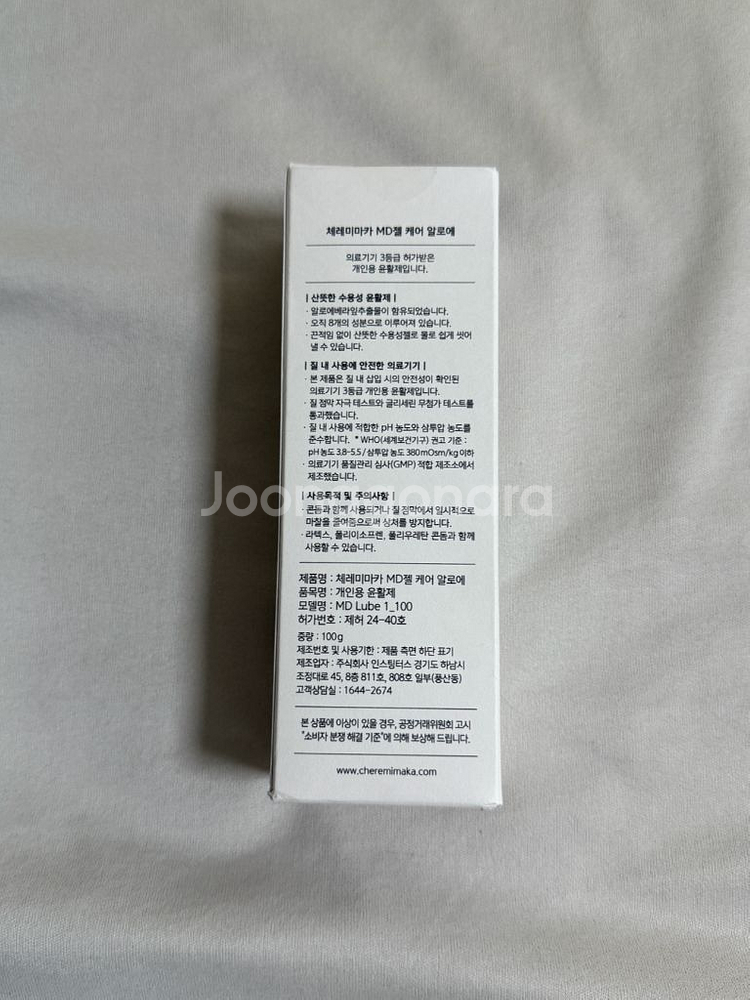 체레미마카 MD젤 케어 알로에
의료기기 3등급 허가받은
개인용 윤활제입니다.
| 산뜻한 수용성 윤활제 |
· 알로에베라잎추출물이 함유되었습니다.
· 오직 8개의 성분으로 이루어져 있습니다.
· 끈적임 없이 산뜻한 수용성젤로 물로 쉽게 씻어
낼 수 있습니다.
| 질 내 사용에 안전한 의료기기 |
· 본 제품은 질 내 삽입 시의 안전성이 확인된
의료기기 3등급 개인용 윤활제입니다.
· 질 점막 자극 테스트와 글리세린 무첨가 테스트를
통과했습니다.
· 질 내 사용에 적합한 pH 농도와 삼투압 농도를
준수합니다. * WHO(세계보건기구) 권고 기준 :
pH 농도 3.8-5.5 / 삼투압 농도 380 mOsm/kg 이하
· 의료기기 품질관리 심사(GMP) 적합 제조소에서
제조했습니다.
Joonggonara
| 사용목적 및 주의사항 |
· 콘돔과 함께 사용되거나 질 점막에서 일시적으로
마찰을 줄여줌으로써 상처를 방지합니다.
· 라텍스, 폴리이소프렌, 폴리우레탄 콘돔과 함께
사용할 수 있습니다.
제품명 : 체레미마카 MD젤 케어 알로에
품목명 : 개인용 윤활제
모델명 : MD Lube 1_100
허가번호 : 제허 24-40호
중량 : 100g
제조번호 및 사용기한 : 제품 측면 하단 표기
제조업자 : 주식회사 인스팅터스 경기도 하남시
조정대로 45, 8층 811호, 808호 일부(풍산동)
고객상담실 : 1644-2674
본 상품에 이상이 있을 경우, 공정거래위원회 고시
"소비자 분쟁 해결 기준"에 의해 보상해 드립니다.
www.cheremimaka.com